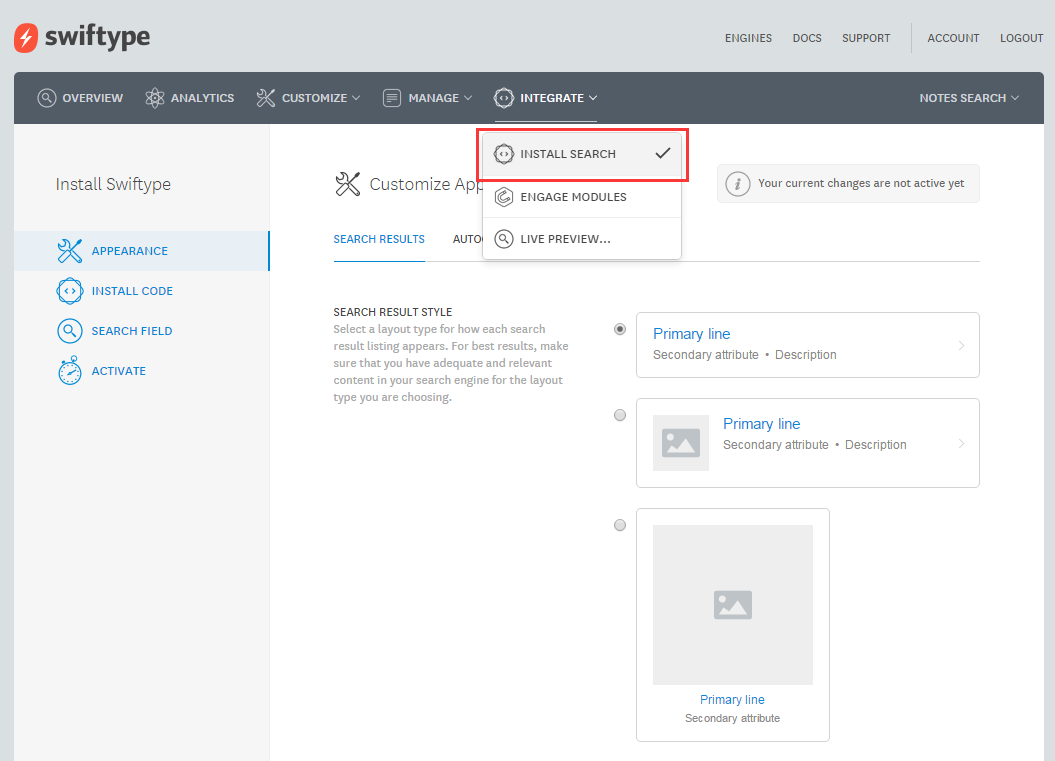 swiftype
ENGINES DOCS SUPPORT ACCOUNT LOGOUT
OVERVIEW ANALYTICS CUSTOMIZE MANAGE INTEGRATE NOTES SEARCH
INSTALL SEARCH
ENGAGE MODULES
LIVE PREVIEW...
Install Swiftype
APPEARANCE
INSTALL CODE
SEARCH FIELD
ACTIVATE
Customize App
Your current changes are not active yet
SEARCH RESULTS AUTO
SEARCH RESULT STYLE
Select a layout type for how each search
result listing appears. For best results, make
sure that you have adequate and relevant
content in your search engine for the layout
type you are choosing.
Primary line
Secondary attribute • Description
Primary line
Secondary attribute • Description
Primary line
Secondary attribute